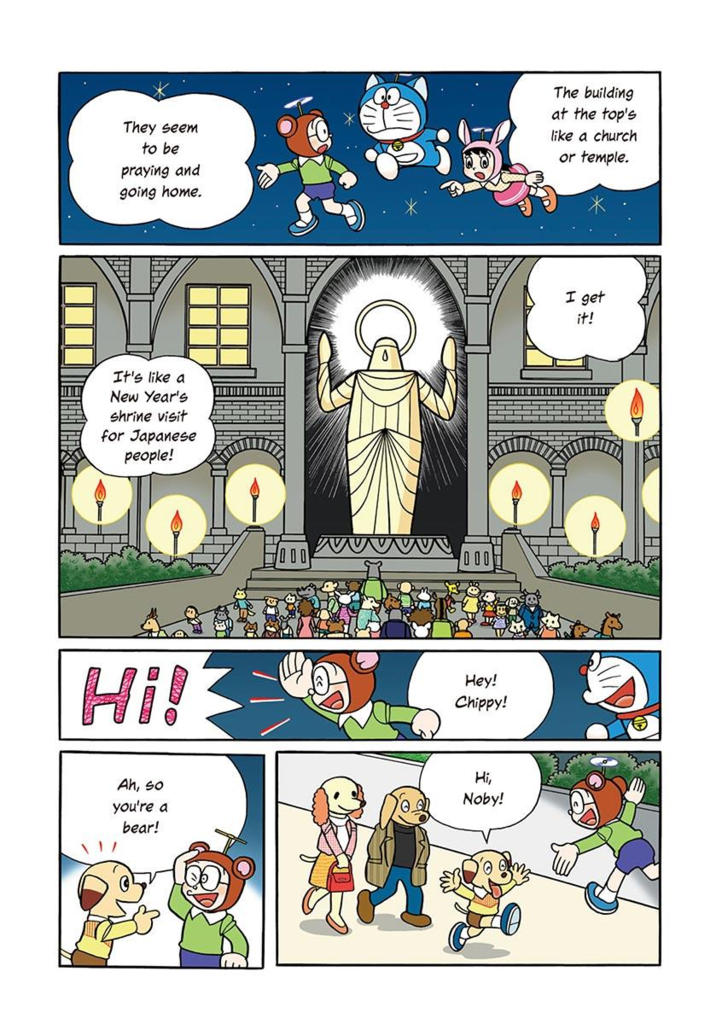 They seem
to be
praying and
going home.
The building
at the top's
like a church
or temple.
I get
it!
It's like a
New Year's
shrine visit
for Japanese
people!
Hi!
Hey!
Chippy!
Ah, so
you're a
bear!
Hi,
Noby!